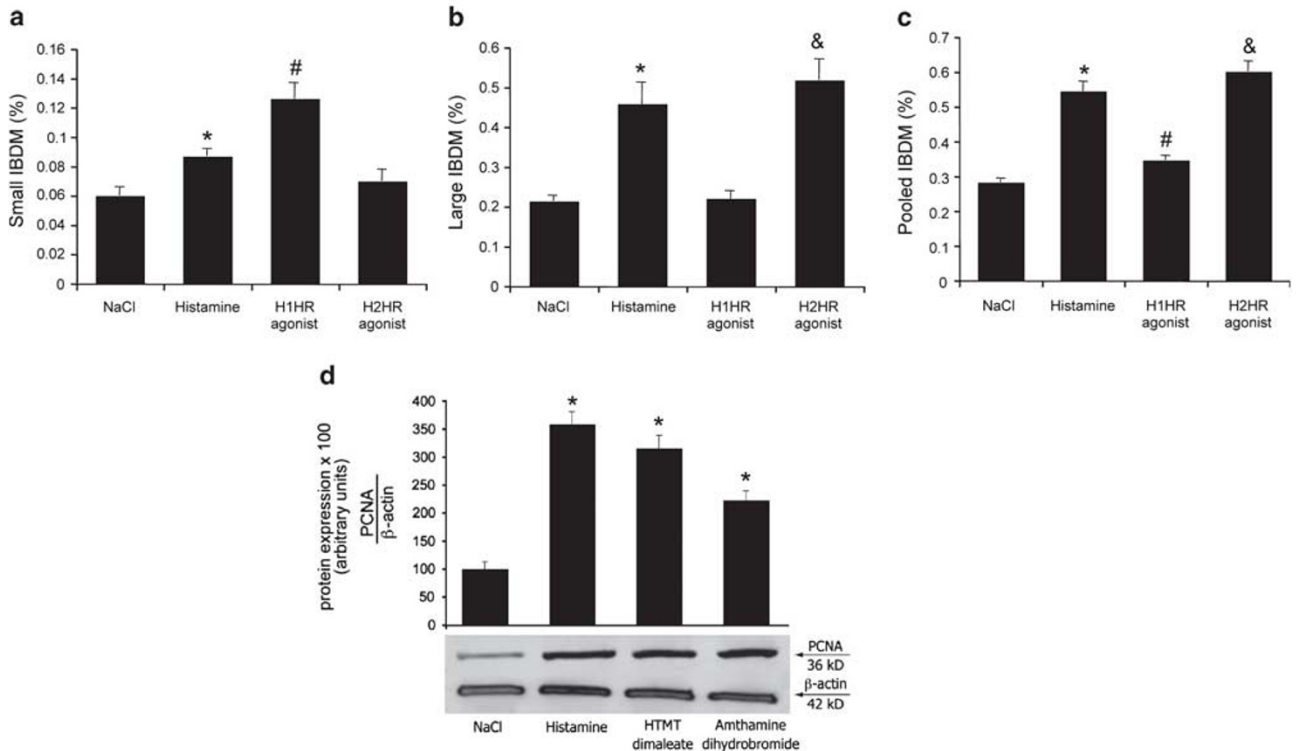 a
Small IBDM (%)
0.16
0.14
0.12
0.1
0.08
0.06
0.04
0.02
0
*
#
NaCl
Histamine
H1HR
agonist
H2HR
agonist
b
Large IBDM (%)
0.6
0.5
0.4
0.3
0.2
0.1
0
*
&
NaCl
Histamine
H1HR
agonist
H2HR
agonist
c
Pooled IBDM (%)
0.7
0.6
0.5
0.4
0.3
0.2
0.1
0
*
#
&
NaCl
Histamine
H1HR
agonist
H2HR
agonist
d
protein expression x 100
(arbitrary units)
PCNA
β-actin
400
350
300
250
200
150
100
50
0
*
*
*
PCNA
36 kD
β-actin
42 kD
NaCl
Histamine
HTMT
dimaleate
Amthamine
dihydrobromide